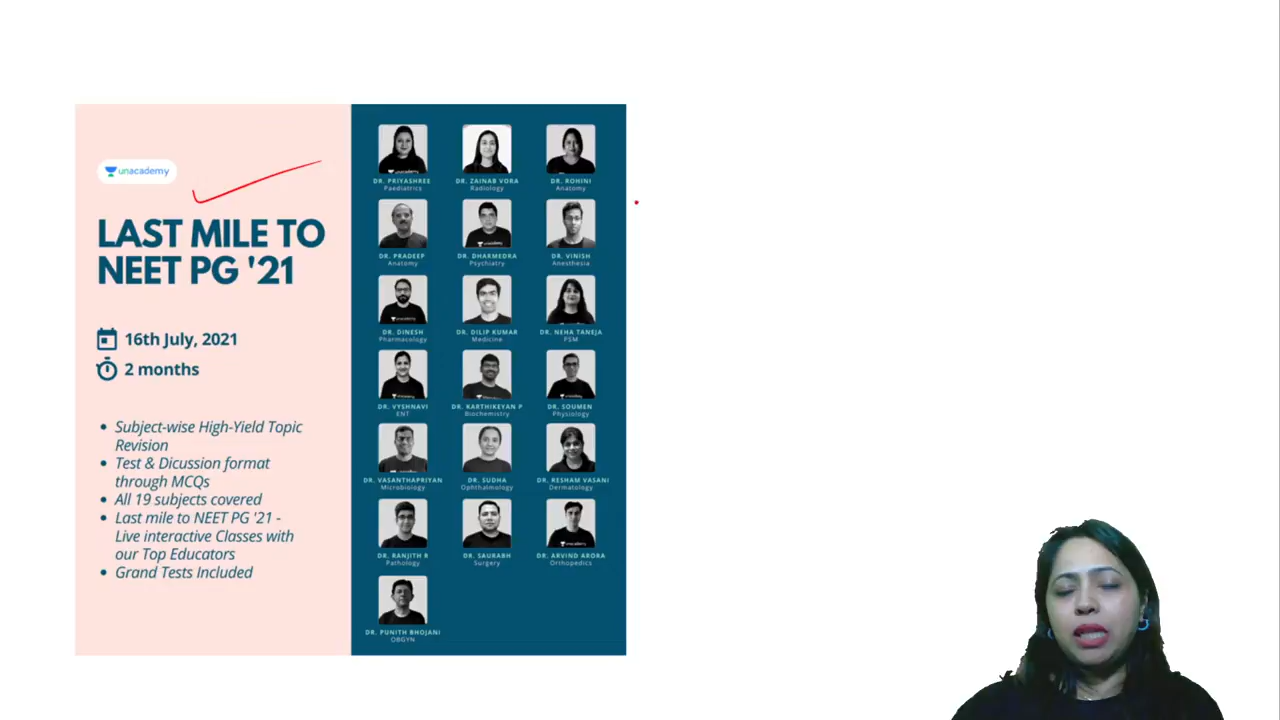 unacademy
LAST MILE TO
NEET PG '21
16th July, 2021
2 months
Subject-wise High-Yield Topic
Revision
Test & Dicussion format
through MCQs
All 19 subjects covered
Last mile to NEET PG '21 -
Live interactive Classes with
our Top Educators
Grand Tests Included
DR. PRIYASHREE
Paediatrics
DR. ZAINAB VORA
Radiology
DR. ROHINI
Anatomy
DR. PRADEEP
Anatomy
DR. DHARMEDRA
Psychiatry
DR. VINISH
Anesthesia
DR. DINESH
Pharmacology
DR. DILIP KUMAR
Medicine
DR. NEHA TANEJA
PSM
DR. VYSHNAVI
ENT
DR. KARTHIKEYAN P
Biochemistry
DR. SOUMEN
Physiology
DR. VASANTHAPRIYAN
Microbiology
DR. SUDHA
Ophthalmology
DR. RESHAM VASANI
Dermatology
DR. RANJITH R
Pathology
DR. SAURABH
Surgery
DR. ARVIND ARORA
Orthopedics
DR. PUNITH BHOJANI
OBGYN